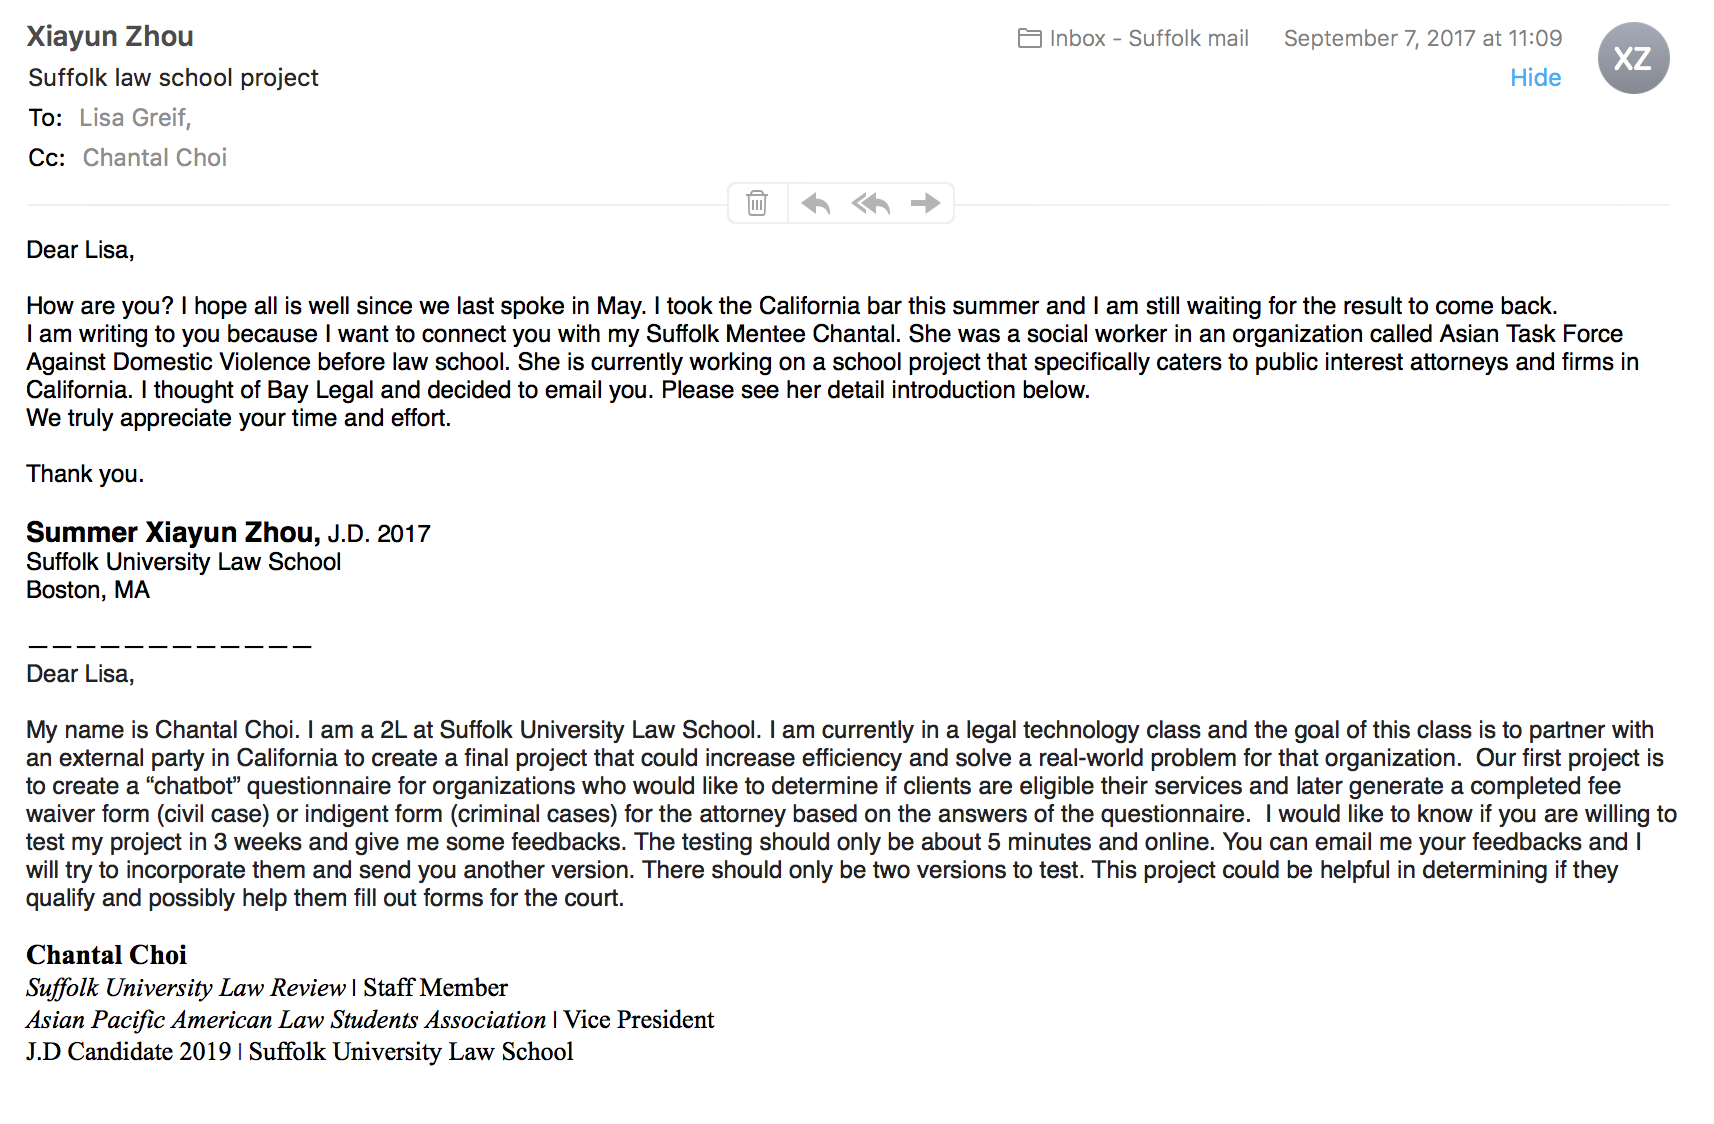 Xiayun Zhou
Inbox - Suffolk mail
September 7, 2017 at 11:09
XZ
Suffolk law school project
Hide
To: Lisa Greif,
Cc: Chantal Choi
Dear Lisa,
How are you? I hope all is well since we last spoke in May. I took the California bar this summer and I am still waiting for the result to come back.
I am writing to you because I want to connect you with my Suffolk Mentee Chantal. She was a social worker in an organization called Asian Task Force
Against Domestic Violence before law school. She is currently working on a school project that specifically caters to public interest attorneys and firms in
California. I thought of Bay Legal and decided to email you. Please see her detail introduction below.
We truly appreciate your time and effort.
Thank you.
Summer Xiayun Zhou, J.D. 2017
Suffolk University Law School
Boston, MA
— — — — — — — — — — — —
Dear Lisa,
My name is Chantal Choi. I am a 2L at Suffolk University Law School. I am currently in a legal technology class and the goal of this class is to partner with
an external party in California to create a final project that could increase efficiency and solve a real-world problem for that organization.  Our first project is
to create a “chatbot” questionnaire for organizations who would like to determine if clients are eligible their services and later generate a completed fee
waiver form (civil case) or indigent form (criminal cases) for the attorney based on the answers of the questionnaire.  I would like to know if you are willing to
test my project in 3 weeks and give me some feedbacks. The testing should only be about 5 minutes and online. You can email me your feedbacks and I
will try to incorporate them and send you another version. There should only be two versions to test. This project could be helpful in determining if they
qualify and possibly help them fill out forms for the court.
Chantal Choi
Suffolk University Law Review | Staff Member
Asian Pacific American Law Students Association | Vice President
J.D Candidate 2019 | Suffolk University Law School